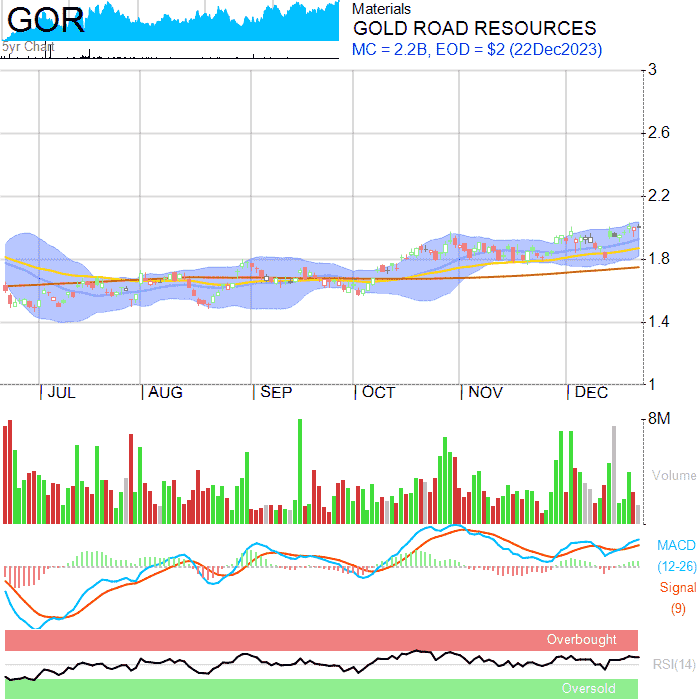 GOR
5yr Chart
Materials
GOLD ROAD RESOURCES
MC = 2.2B, EOD = $2 (22Dec2023)
3
2.6
2.2
1.8
1.4
1
JUL AUG SEP OCT NOV DEC
8M
Volume
MACD
(12-26)
Signal
(9)
Overbought
RSI(14)
Oversold